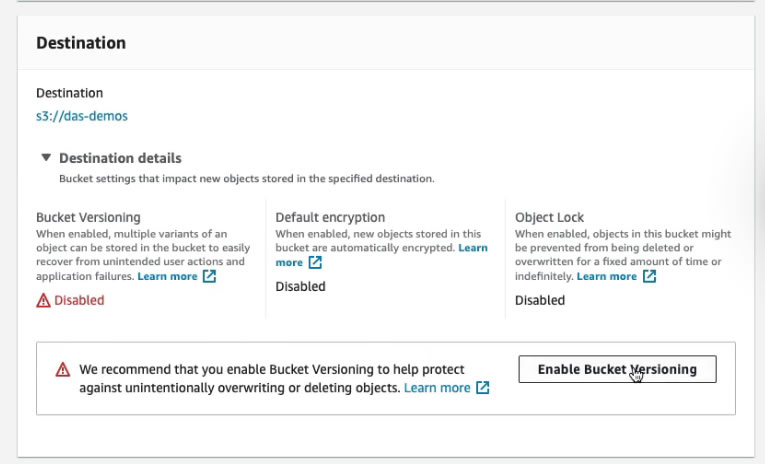 Destination
Destination
s3://das-demos
Destination details
Bucket settings that impact new objects stored in the specified destination.
Bucket Versioning
When enabled, multiple variants of an
object can be stored in the bucket to easily
recover from unintended user actions and
application failures. Learn more
Disabled
Default encryption
When enabled, new objects stored in this
bucket are automatically encrypted. Learn
more
Disabled
Object Lock
When enabled, objects in this bucket might
be prevented from being deleted or
overwritten for a fixed amount of time or
indefinitely. Learn more
Disabled
We recommend that you enable Bucket Versioning to help protect
against unintentionally overwriting or deleting objects. Learn more
Enable Bucket Versioning